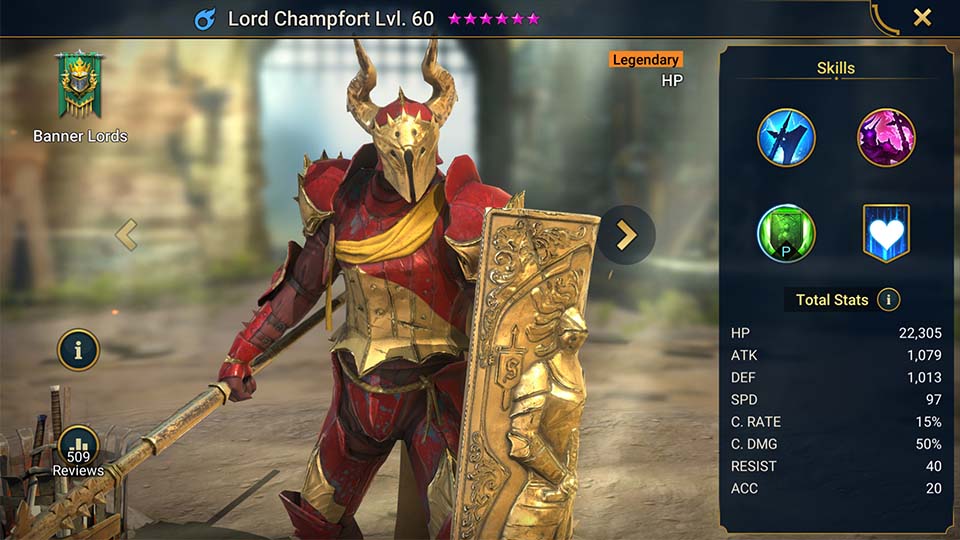 Lord Champfort Lvl. 60
Banner Lords
Legendary
HP
509
Reviews
Skills
P
Total Stats
HP 22,305
ATK 1,079
DEF 1,013
SPD 97
C. RATE 15%
C. DMG 50%
RESIST 40
ACC 20
S